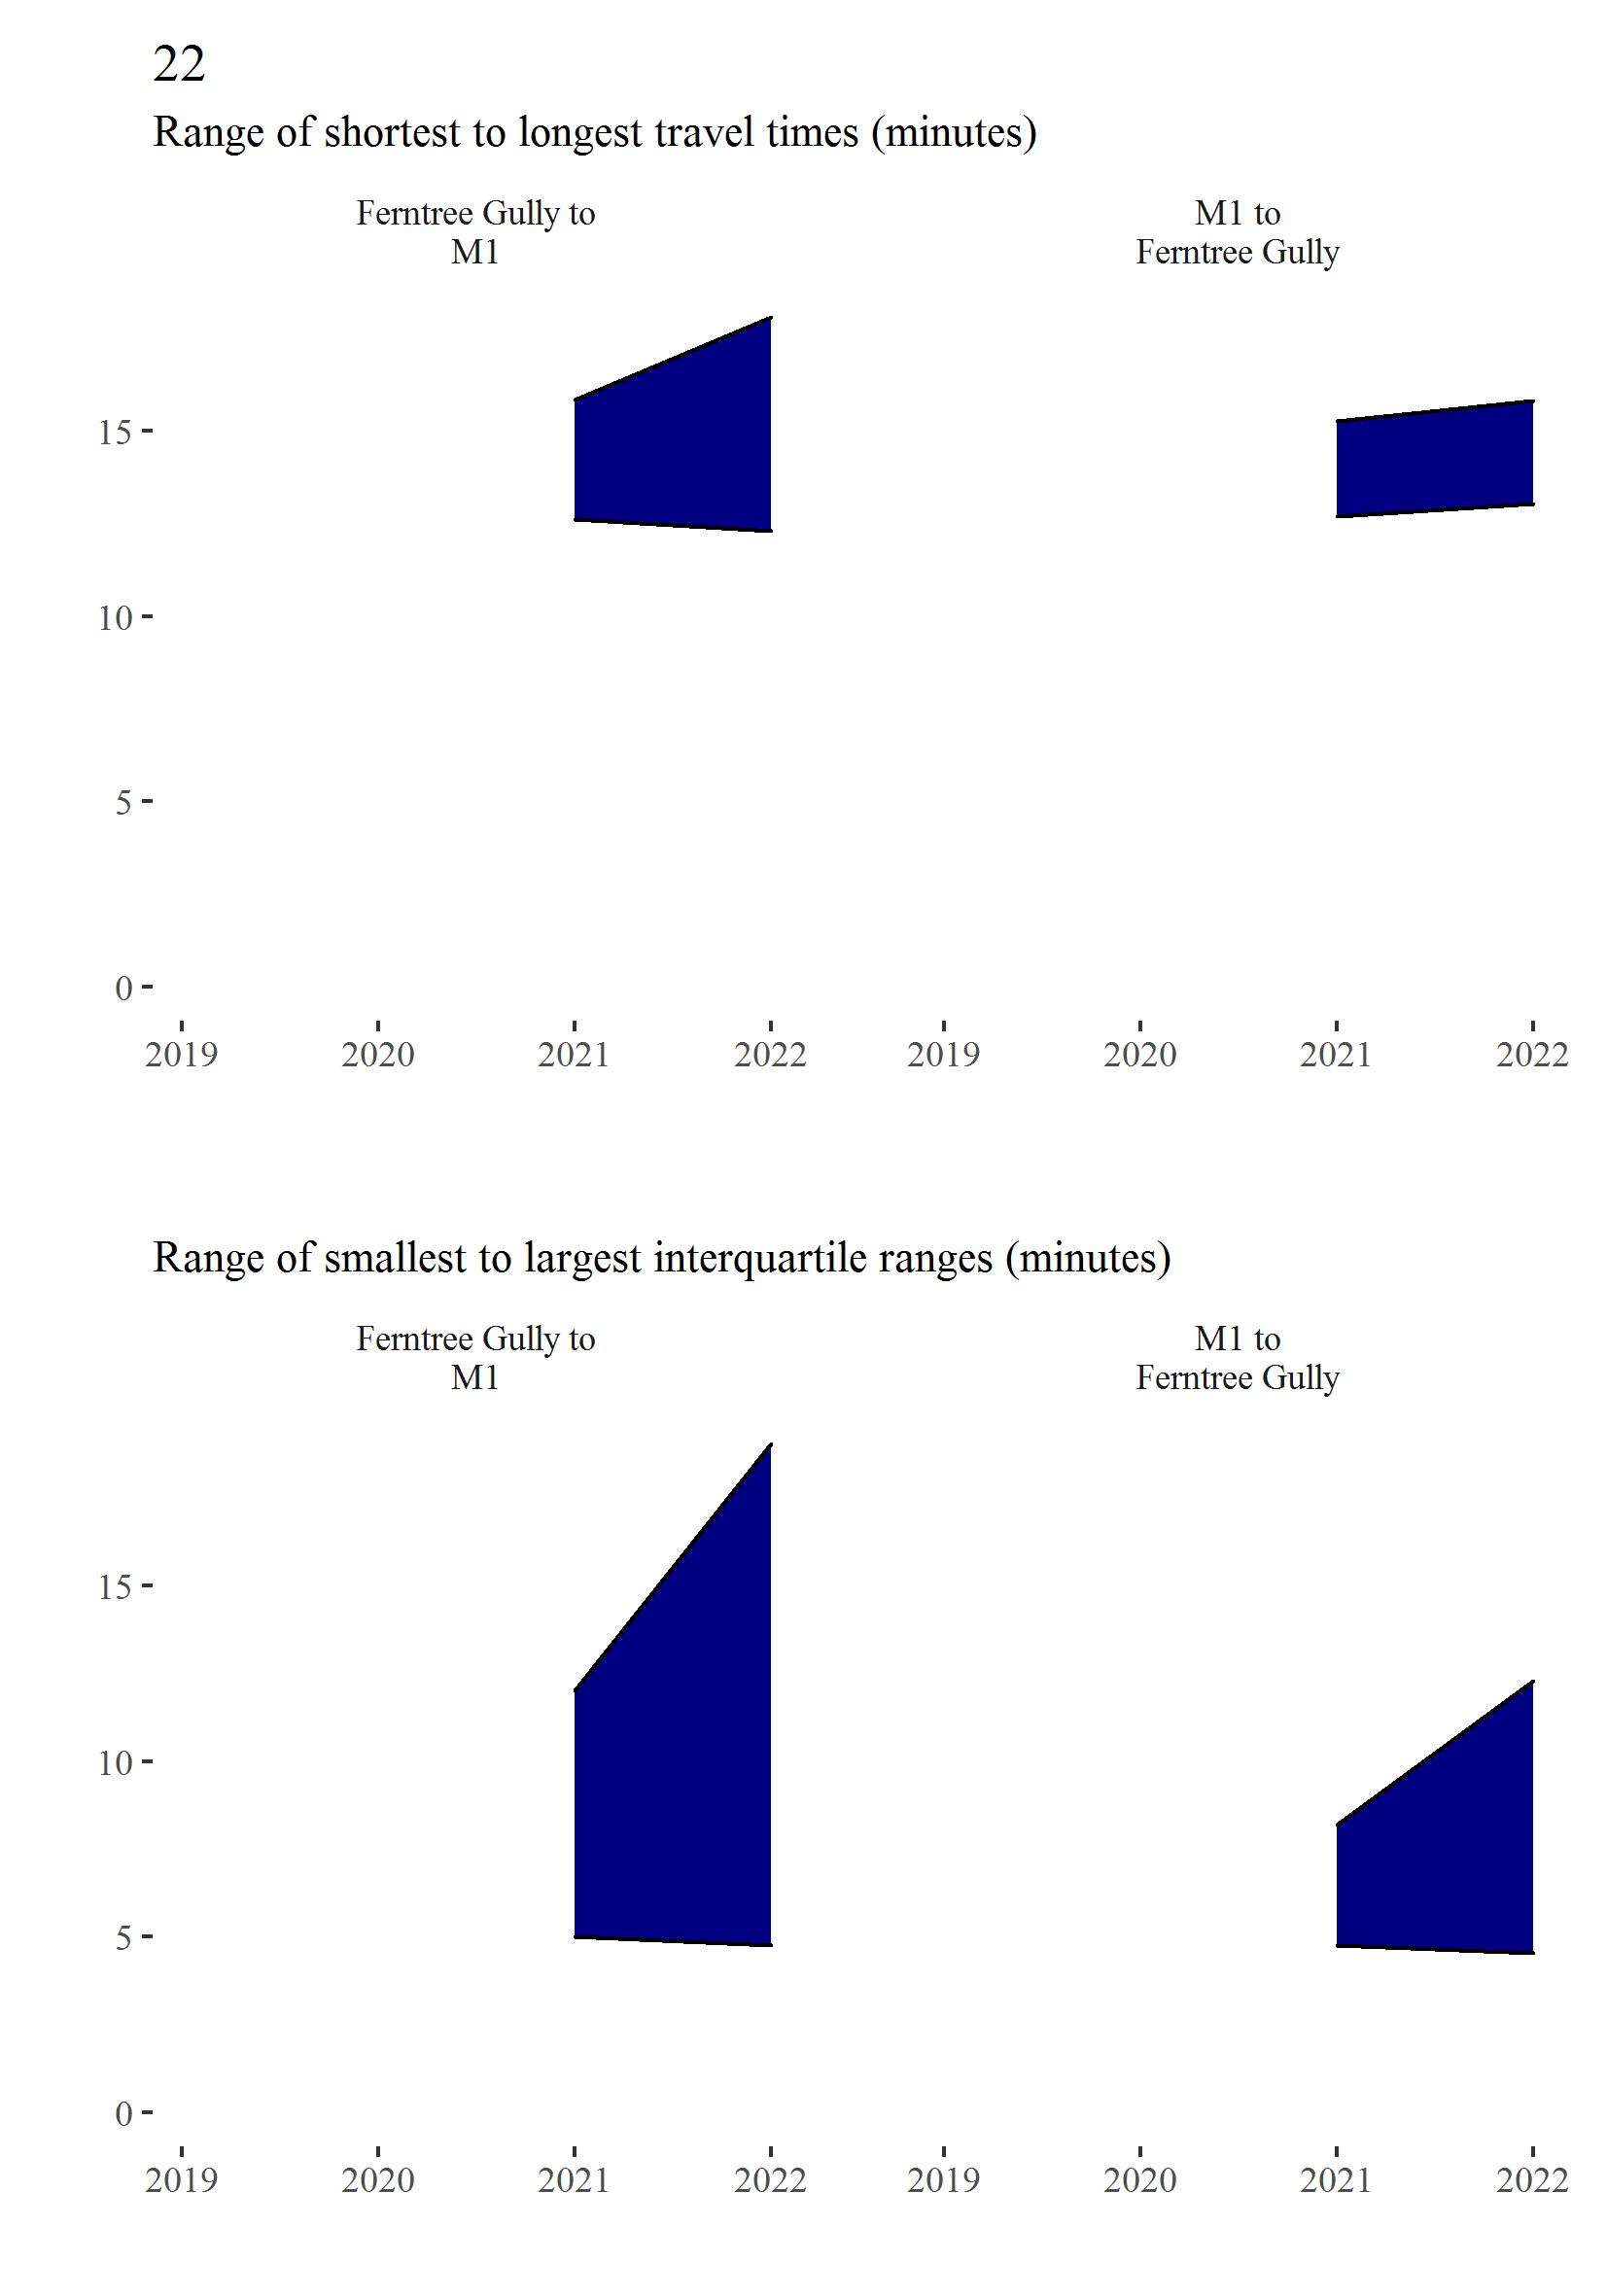 22
Range of shortest to longest travel times (minutes)
Ferntree Gully to
M1
M1 to
Ferntree Gully
15
10
5
0
2019 2020 2021 2022 2019 2020 2021 2022
Range of smallest to largest interquartile ranges (minutes)
Ferntree Gully to
M1
M1 to
Ferntree Gully
15
10
5
0
2019 2020 2021 2022 2019 2020 2021 2022